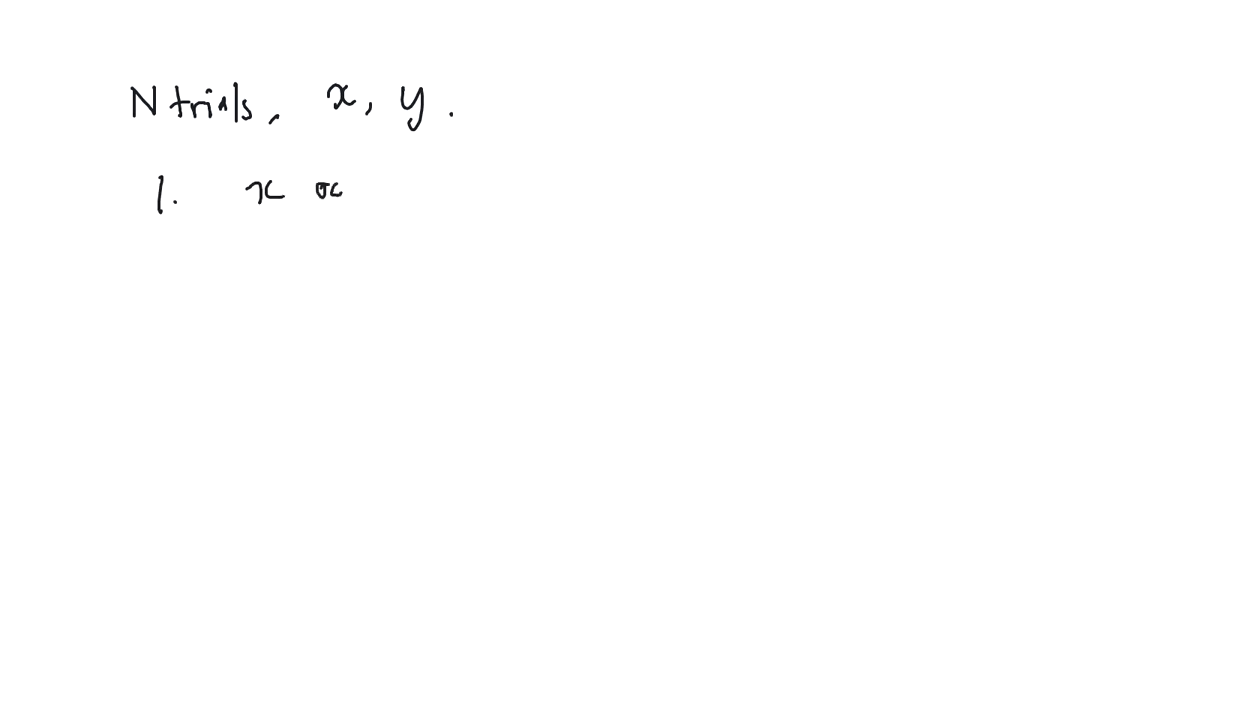 N trials, x, y.
1. x ∝